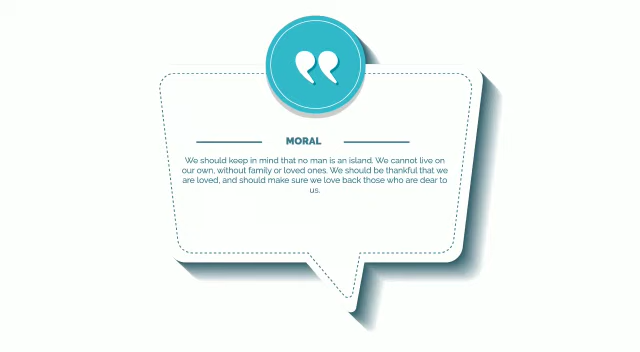 MORAL
We should keep in mind that no man is an island. We cannot live on
our own, without family or loved ones. We should be thankful that we
are loved, and should make sure we love back those who are dear to
us.